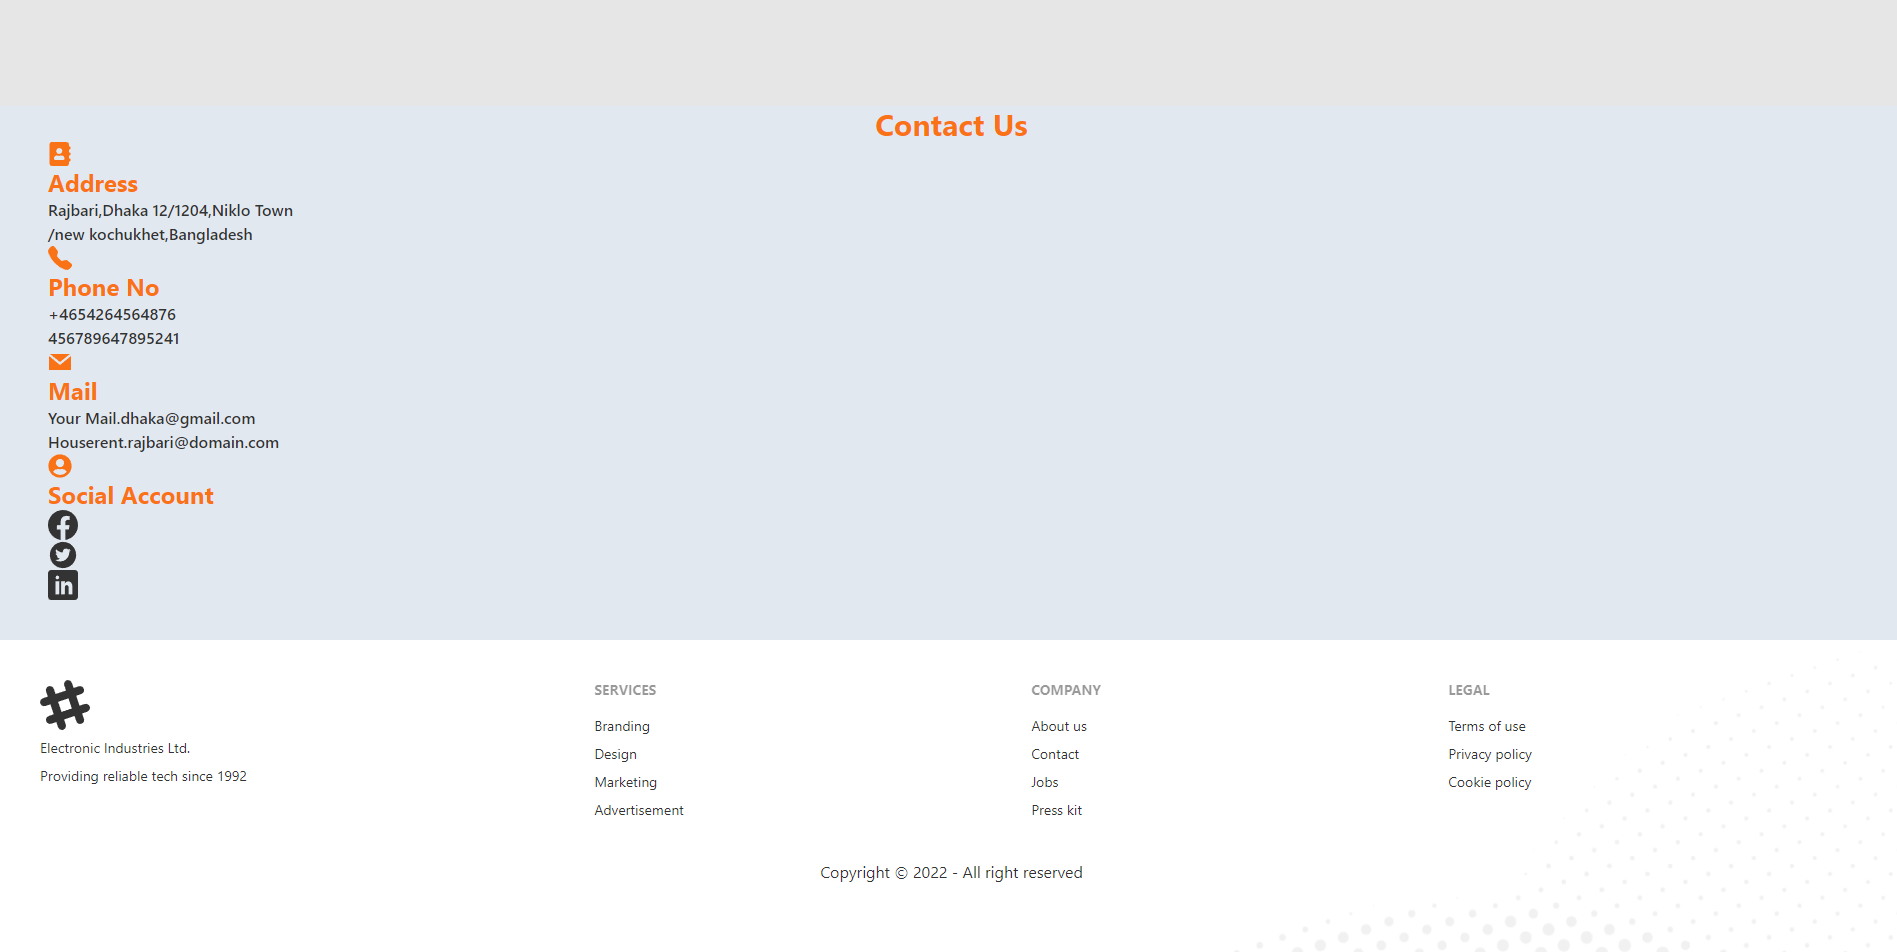 Contact Us
Address
Rajbari,Dhaka 12/1204,Niklo Town
/new kochukhet,Bangladesh
Phone No
+4654264564876
456789647895241
Mail
Your Mail.dhaka@gmail.com
Houserent.rajbari@domain.com
Social Account
Electronic Industries Ltd.
Providing reliable tech since 1992
SERVICES
Branding
Design
Marketing
Advertisement
COMPANY
About us
Contact
Jobs
Press kit
LEGAL
Terms of use
Privacy policy
Cookie policy
Copyright © 2022 - All right reserved